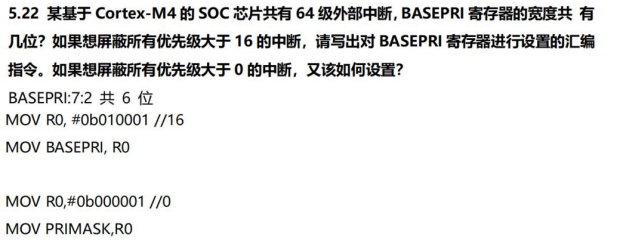 5.22 某基于 Cortex-M4 的 SOC 芯片共有 64 级外部中断, BASEPRI 寄存器的宽度共 有
几位？如果想屏蔽所有优先级大于 16 的中断，请写出对 BASEPRI 寄存器进行设置的汇编
指令。如果想屏蔽所有优先级大于 0 的中断，又该如何设置？
BASEPRI:7:2 共 6 位
MOV R0, #0b010001 //16
MOV BASEPRI, R0
MOV R0,#0b000001 //0
MOV PRIMASK,R0